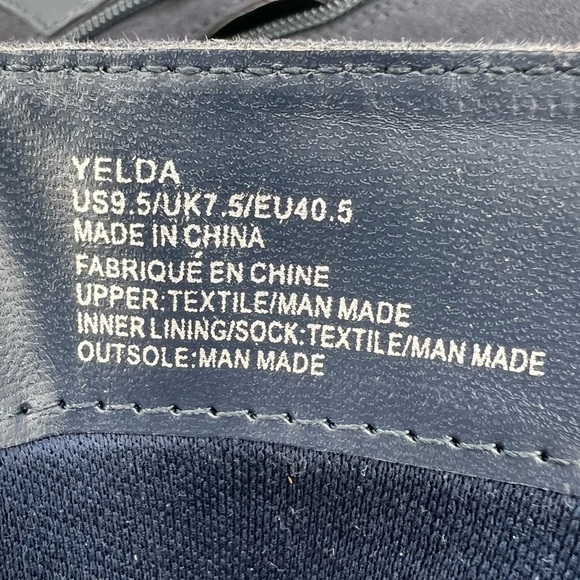 YELDA
US9.5/UK7.5/EU40.5
MADE IN CHINA
FABRIQUÉ EN CHINE
UPPER:TEXTILE/MAN MADE
INNER LINING/SOCK:TEXTILE/MAN MADE
OUTSOLE:MAN MADE